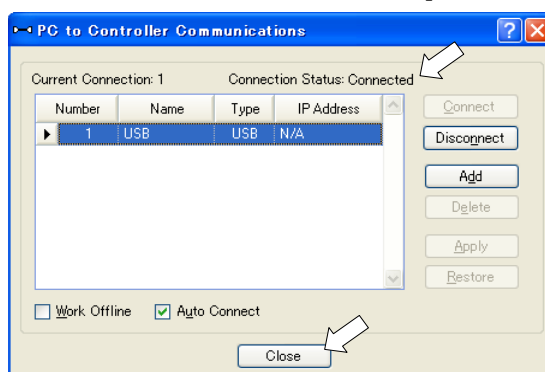 PC to Controller Communications
Current Connection: 1 Connection Status: Connected
Number Name Type IP Address
1 USB USB N/A
Connect
Disconnect
Add
Delete
Apply
Restore
Work Offline Auto Connect
Close